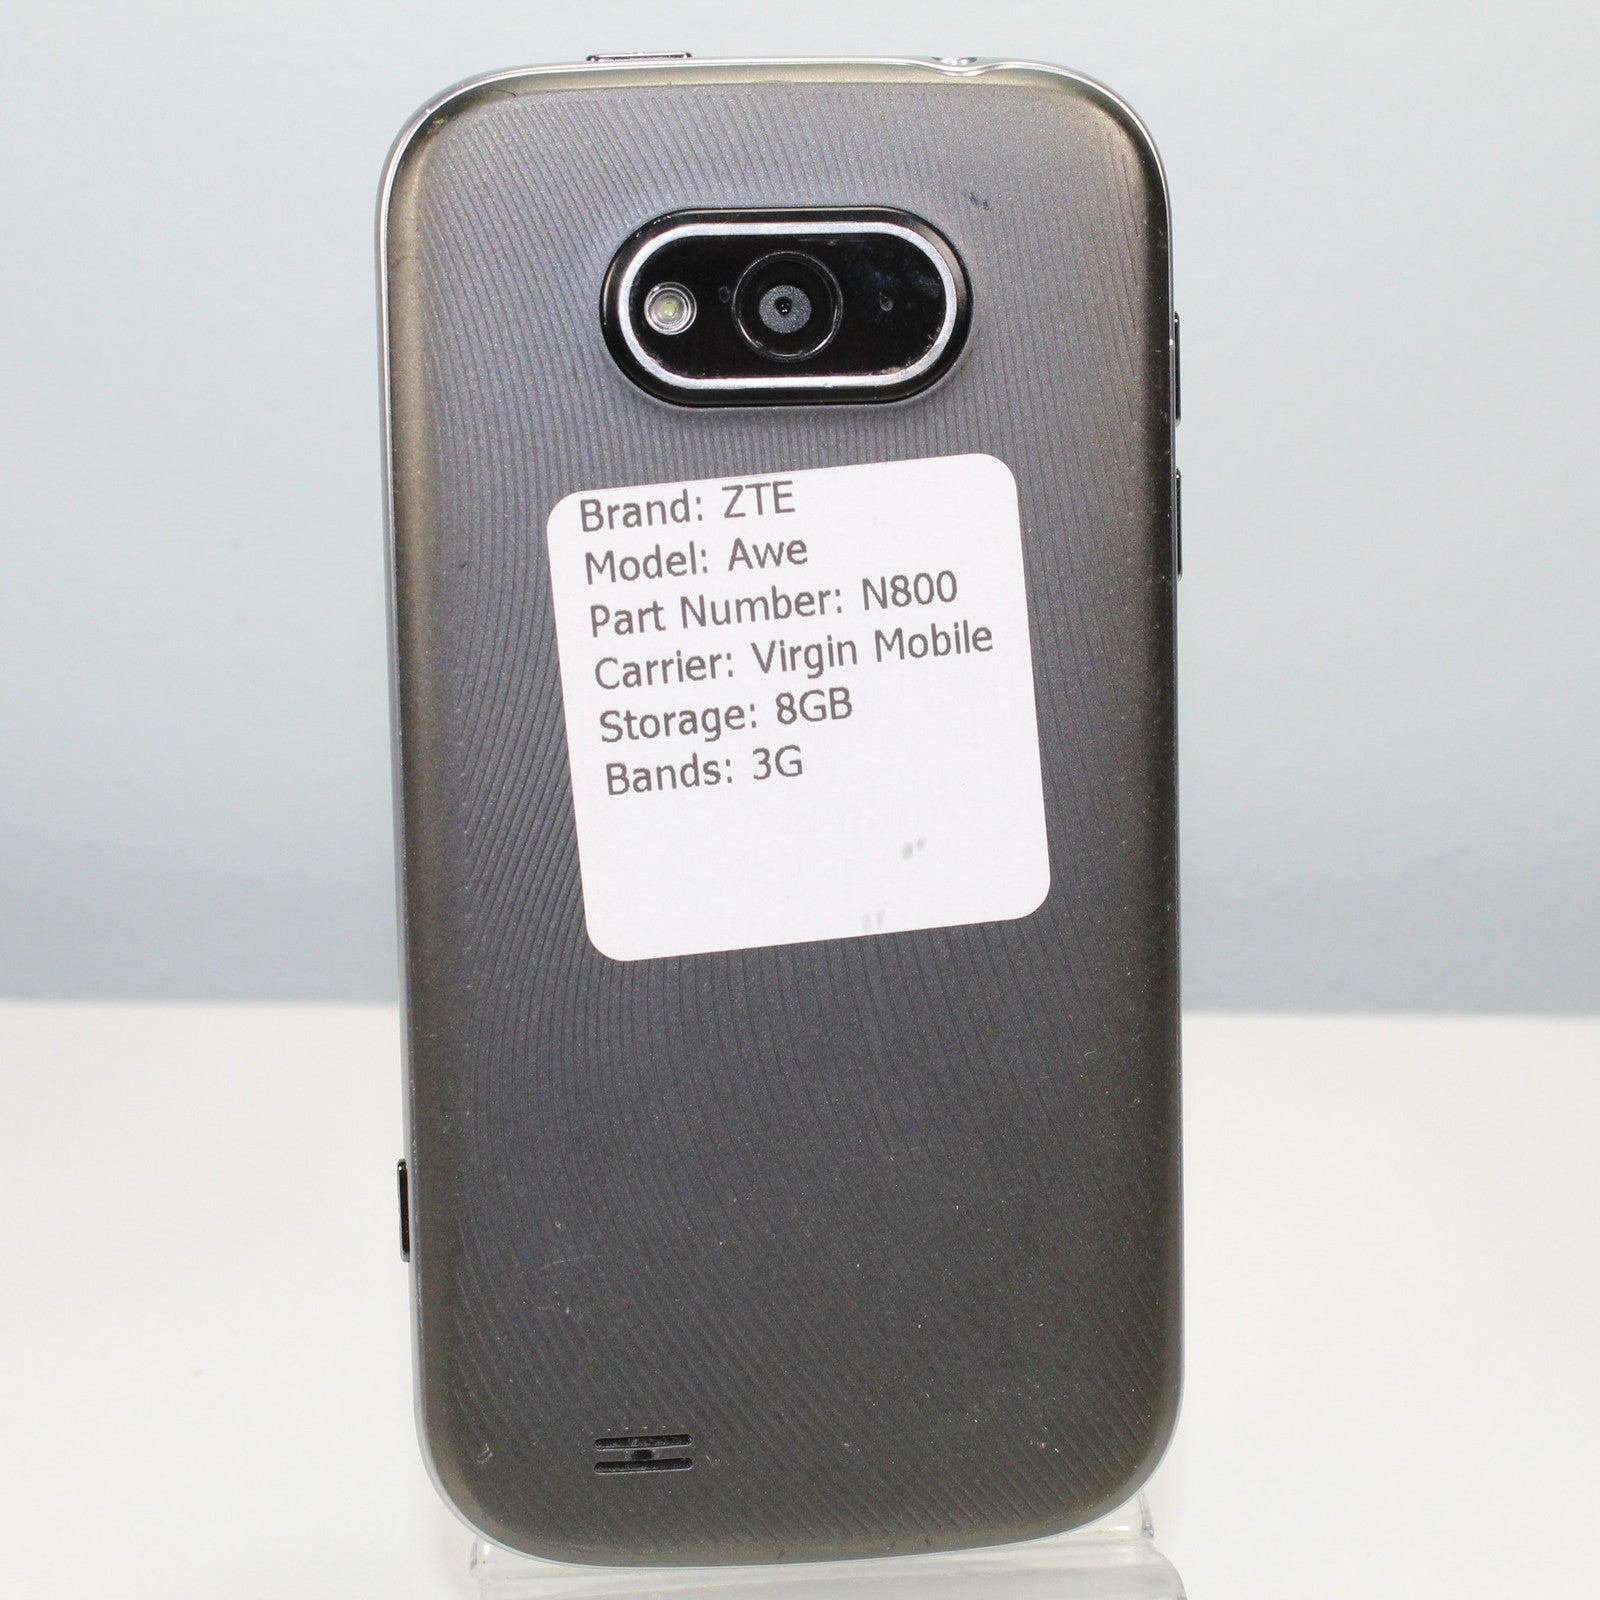 Brand: ZTE
Model: Awe
Part Number: N800
Carrier: Virgin Mobile
Storage: 8GB
Bands: 3G